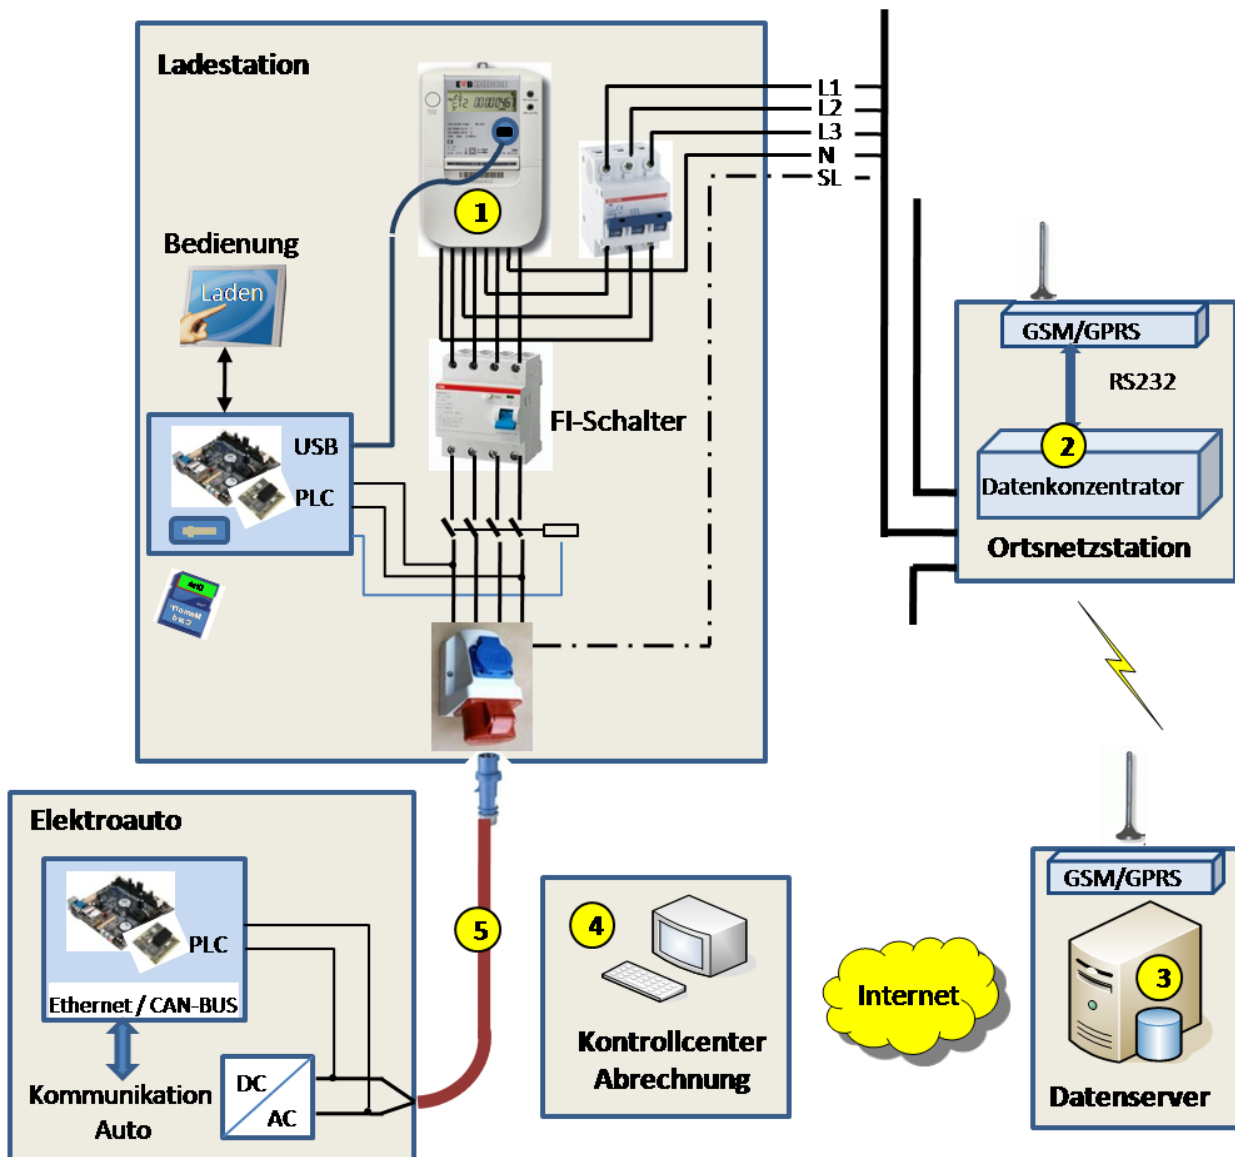 Ladestation
L1
L2
L3
N
SL
1
Bedienung
Laden
GSM/GPRS
RS232
FI-Schalter
USB
PLC
2
Datenkonzentrator
Ortsnetzstation
Elektroauto
PLC
Ethernet / CAN-BUS
Kommunikation
Auto
DC
AC
5
4
Kontrollcenter
Abrechnung
Internet
GSM/GPRS
3
Datenserver